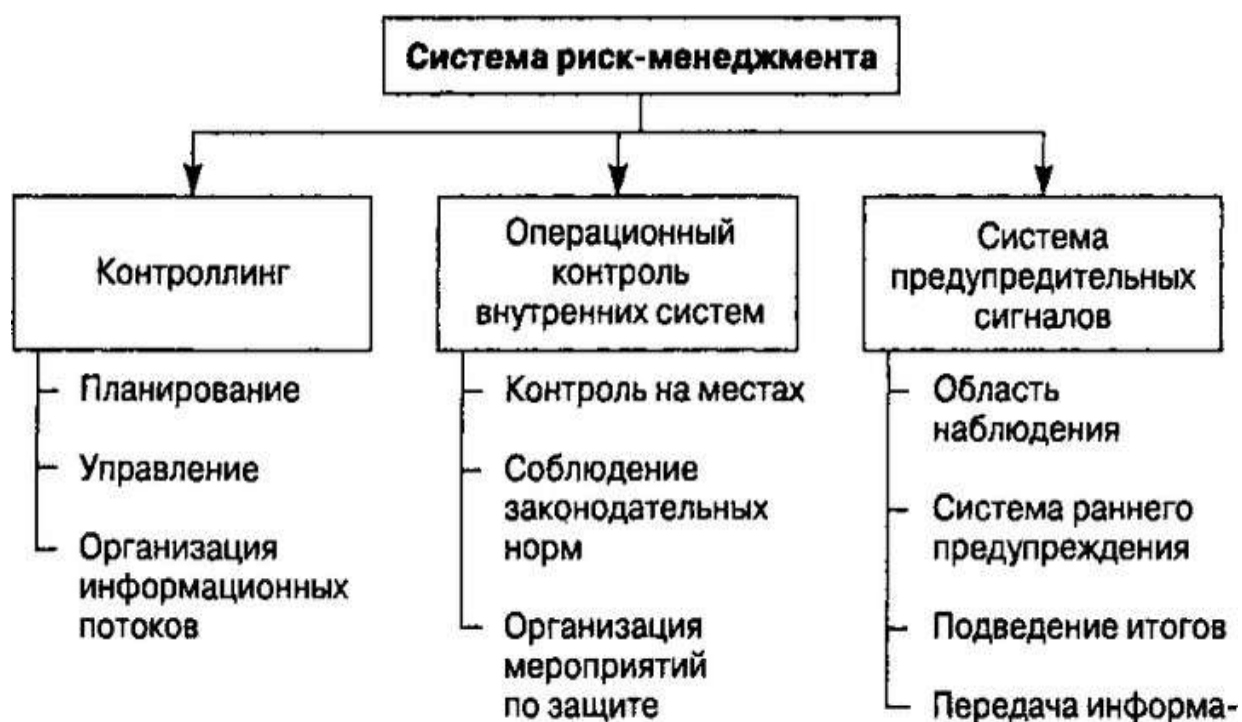 Система риск-менеджмента
Контроллинг
Планирование
Управление
Организация
информационных
потоков
Операционный
контроль
внутренних систем
Контроль на местах
Соблюдение
законодательных
норм
Организация
мероприятий
по защите
Система
предупредительных
сигналов
Область
наблюдения
Система раннего
предупреждения
Подведение итогов
Передача информа-